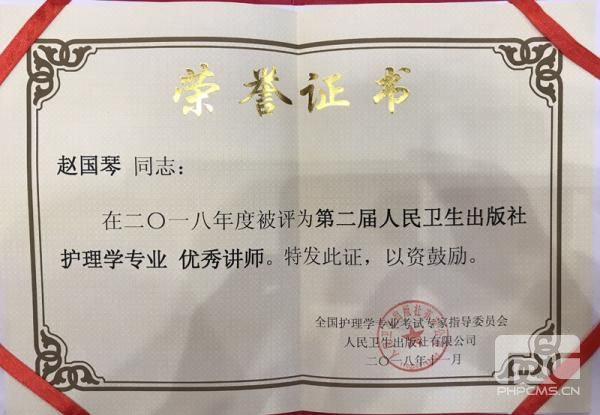 荣誉证书
赵国琴 同志：
在二〇一八年度被评为第二届人民卫生出版社
护理学专业 优秀讲师。特发此证，以资鼓励。
全国护理学专业考试专家指导委员会
人民卫生出版社有限公司
二〇一八年十一月
PHPCMS.CN